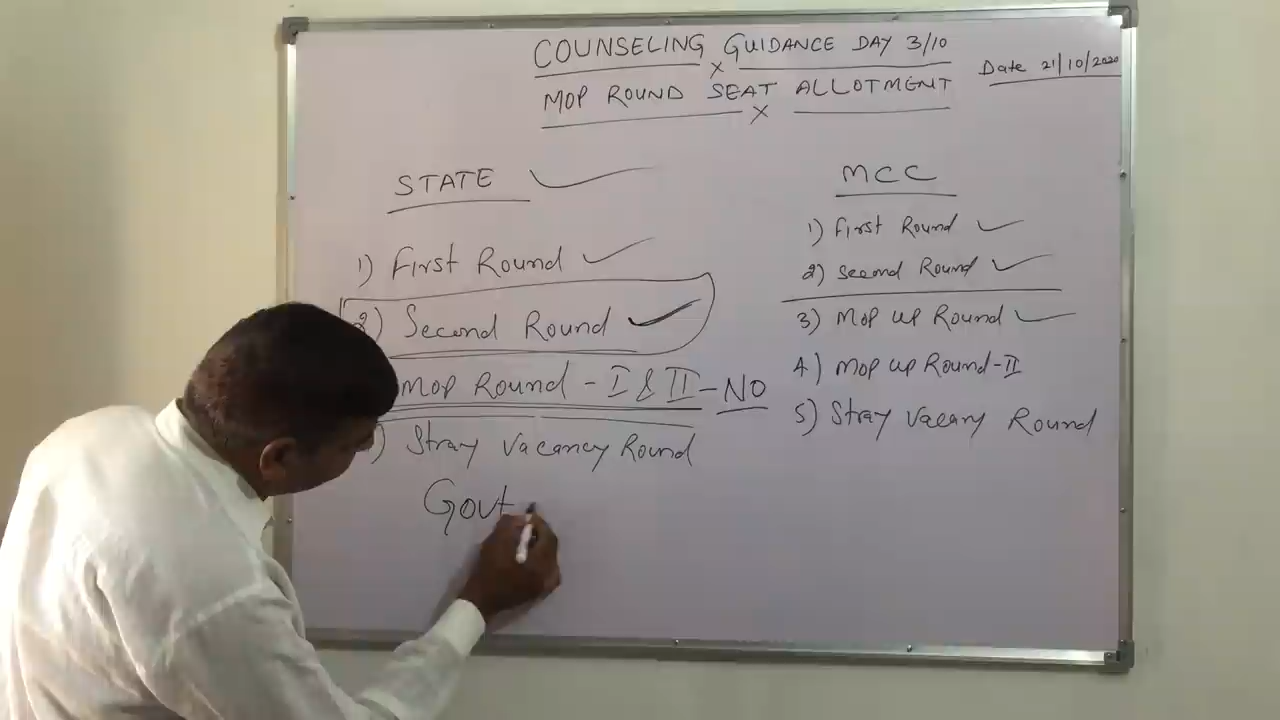 COUNSELING GUIDANCE DAY 3/10
Date 21/10/2020
MOP ROUND SEAT ALLOTMENT
STATE
1) First Round
2) Second Round
MOP Round - I & II - NO
) Stray Vacancy Round
Govt
MCC
1) First Round
2) Second Round
3) Mop up Round
4) Mop up Round-II
5) Stray Vacany Round